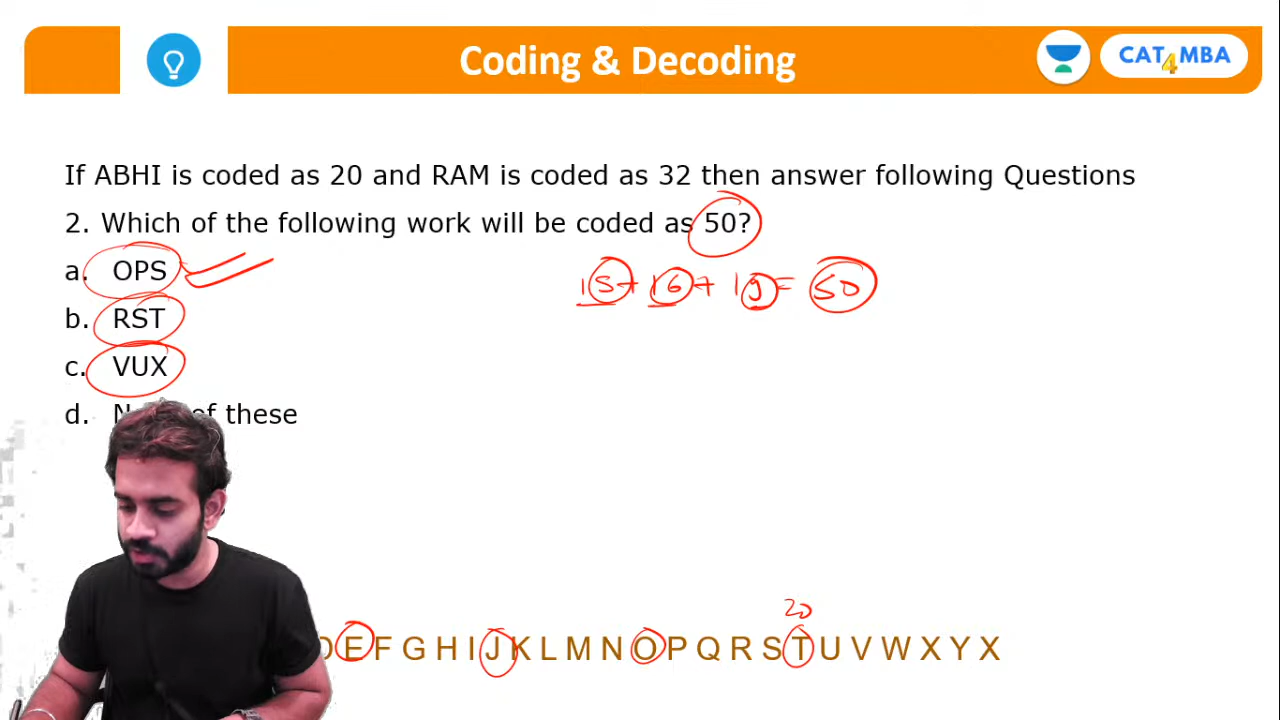 Coding & Decoding
CAT4MBA
If ABHI is coded as 20 and RAM is coded as 32 then answer following Questions
2. Which of the following work will be coded as 50?
a. OPS
15+ 16+ 19= 50
b. RST
c. VUX
d. of these
20
E F G H I J K L M N O P Q R S T U V W X Y X